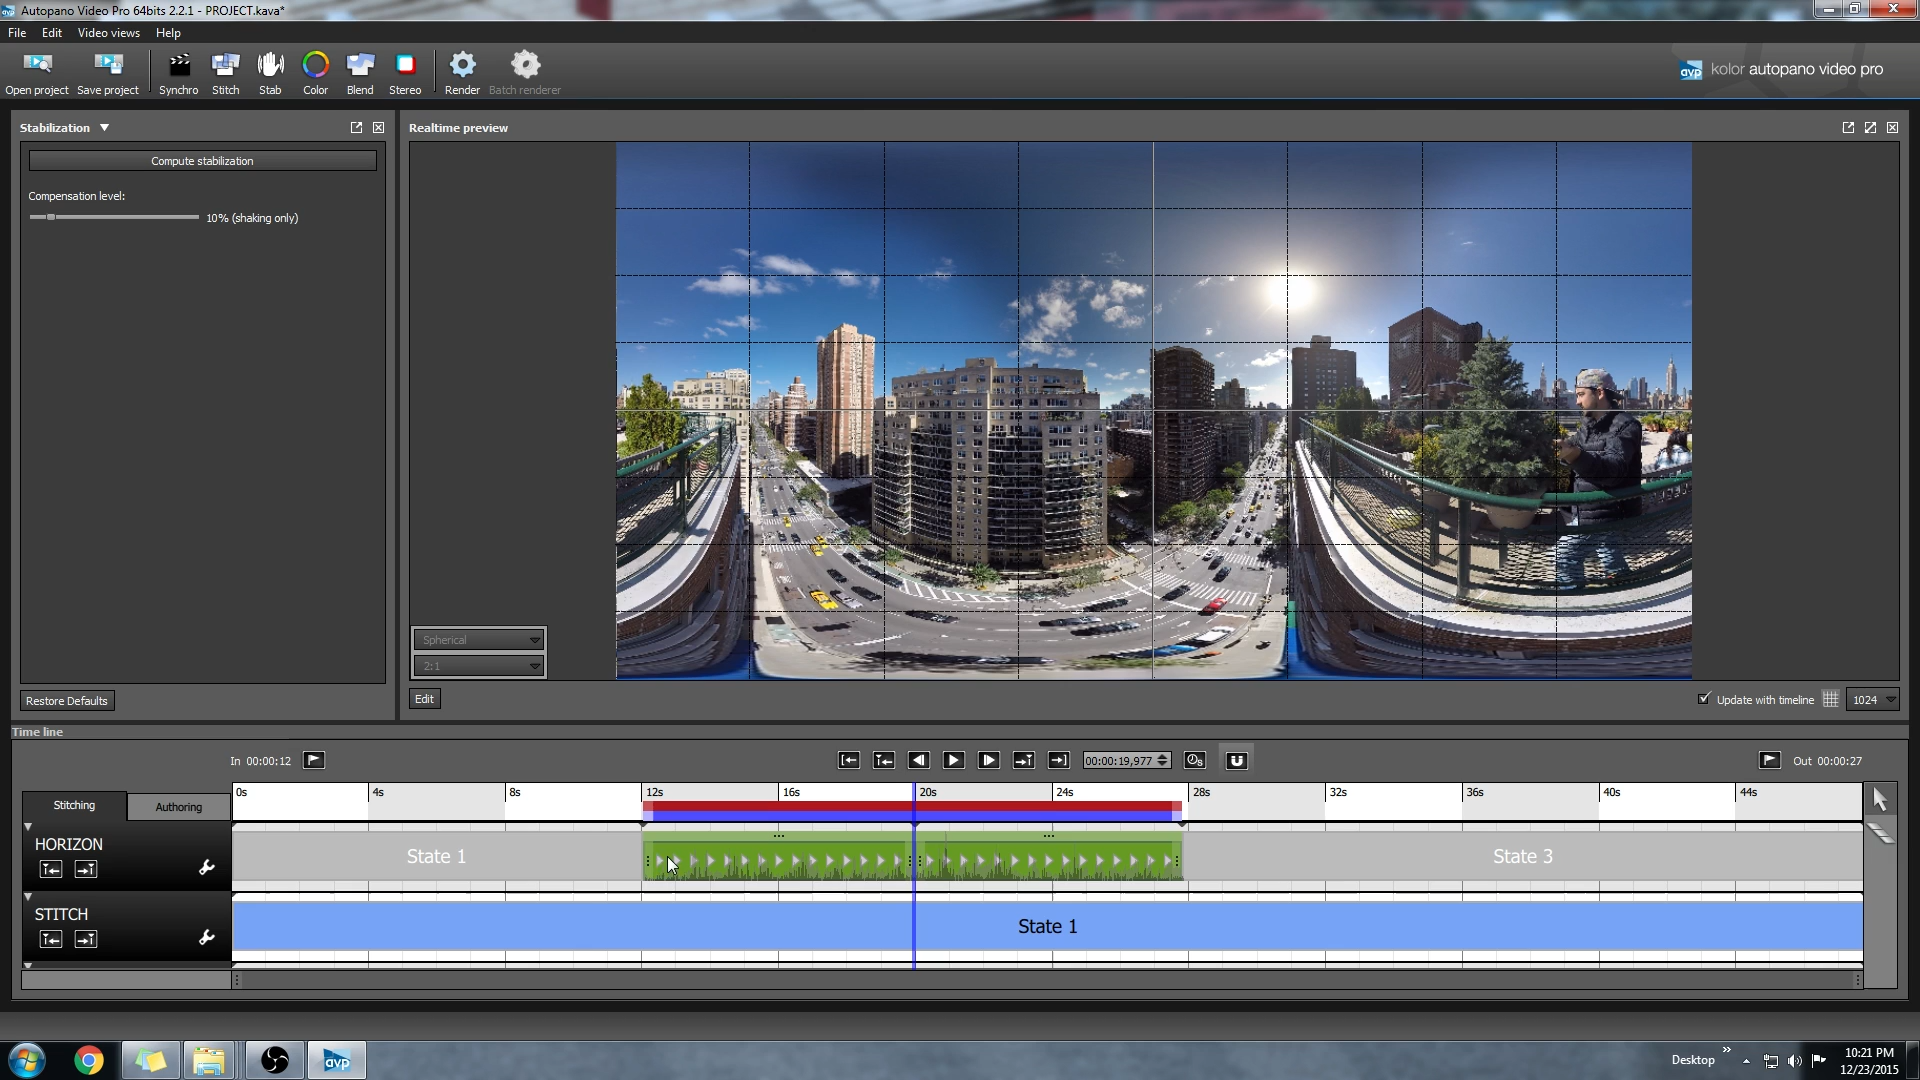 Autopano Video Pro 64bits 2.2.1 - PROJECT.kava*
File Edit Video views Help
Open project Save project Synchro Stitch Stab Color Blend Stereo Render Batch renderer
avp kolor autopano video pro
Stabilization
Realtime preview
Compute stabilization
Compensation level:
10% (shaking only)
Spherical
2:1
Restore Defaults
Edit
Update with timeline 1024
Time line
In 00:00:12
00:00:19,977
Out 00:00:27
Stitching Authoring
0s 4s 8s 12s 16s 20s 24s 28s 32s 36s 40s 44s
HORIZON
State 1
State 3
STITCH
State 1
avp
Desktop
10:21 PM
12/23/2015